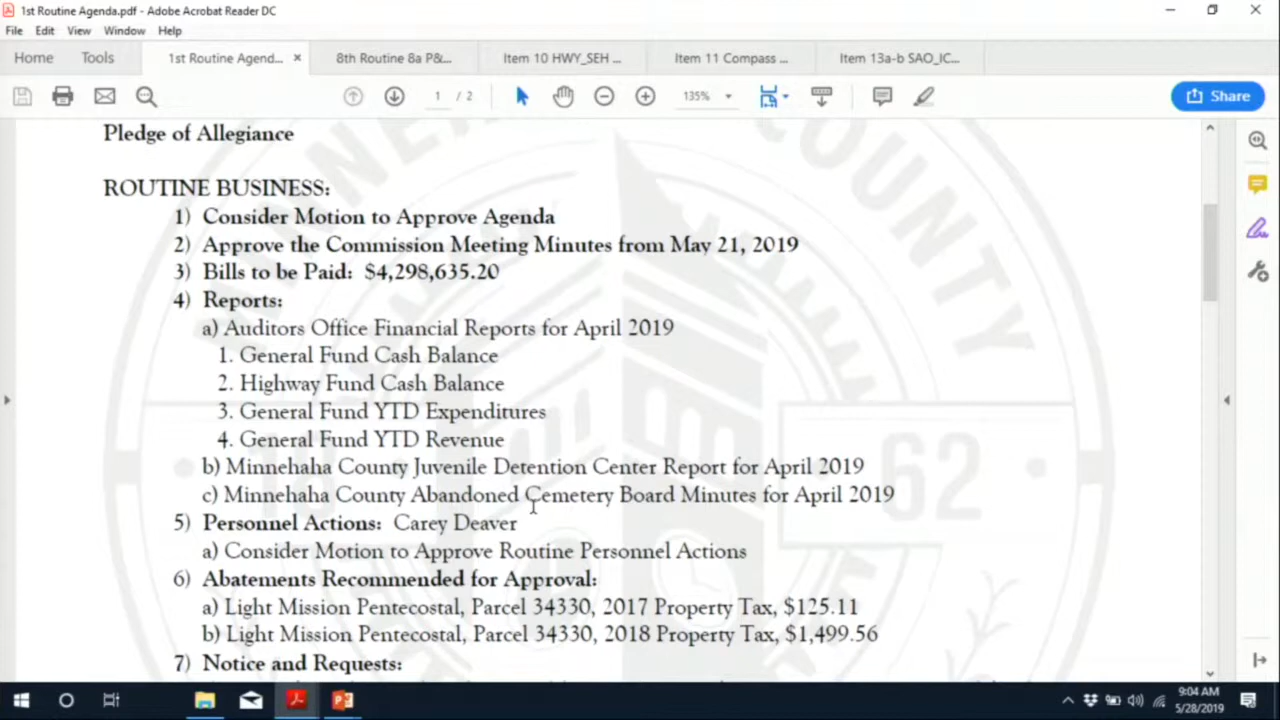 1st Routine Agenda.pdf - Adobe Acrobat Reader DC
File Edit View Window Help
Home Tools 1st Routine Agend... × 8th Routine 8a P&... Item 10 HWY_SEH ... Item 11 Compass ... Item 13a-b SAO_IC...
1 / 2 135% Share
Pledge of Allegiance
ROUTINE BUSINESS:
1) Consider Motion to Approve Agenda
2) Approve the Commission Meeting Minutes from May 21, 2019
3) Bills to be Paid: $4,298,635.20
4) Reports:
a) Auditors Office Financial Reports for April 2019
1. General Fund Cash Balance
2. Highway Fund Cash Balance
3. General Fund YTD Expenditures
4. General Fund YTD Revenue
b) Minnehaha County Juvenile Detention Center Report for April 2019
c) Minnehaha County Abandoned Cemetery Board Minutes for April 2019
5) Personnel Actions: Carey Deaver
a) Consider Motion to Approve Routine Personnel Actions
6) Abatements Recommended for Approval:
a) Light Mission Pentecostal, Parcel 34330, 2017 Property Tax, $125.11
b) Light Mission Pentecostal, Parcel 34330, 2018 Property Tax, $1,499.56
7) Notice and Requests:
9:04 AM
5/28/2019